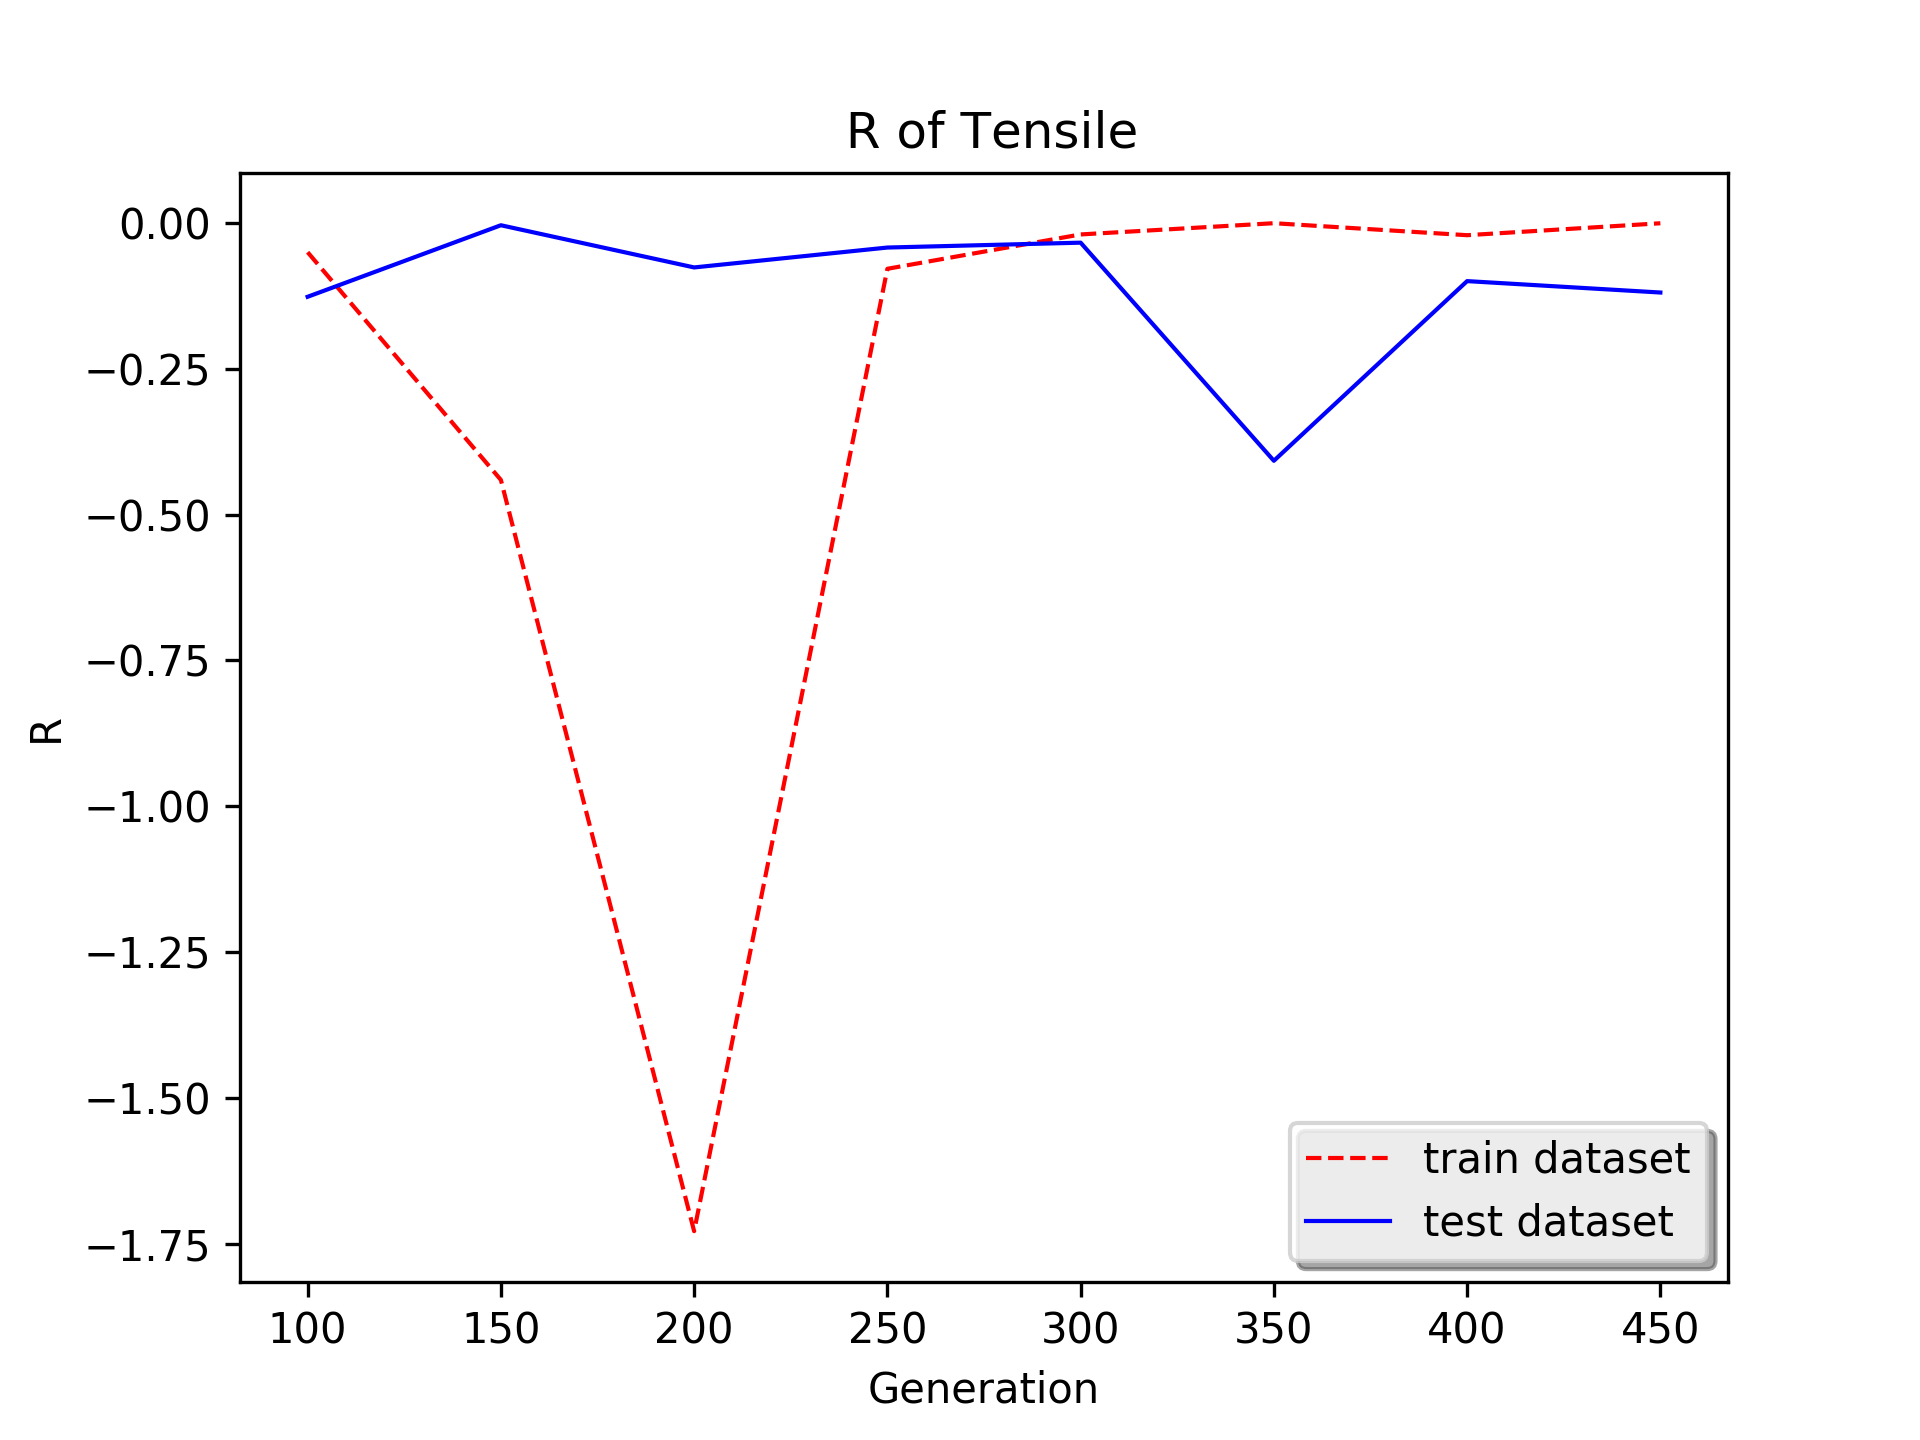 R of Tensile
0.00
−0.25
−0.50
−0.75
−1.00
−1.25
−1.50
−1.75
R
train dataset
test dataset
100 150 200 250 300 350 400 450
Generation